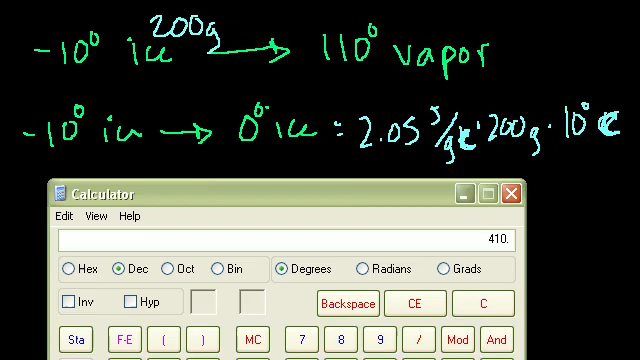 -10° ice 200g → 110° vapor
-10° ice → 0° ice = 2.05 J/g·200g·10°
Calculator
Edit View Help
410.
Hex Dec Oct Bin Degrees Radians Grads
Inv Hyp Backspace CE C
Sta F-E ( ) MC 7 8 9 / Mod And